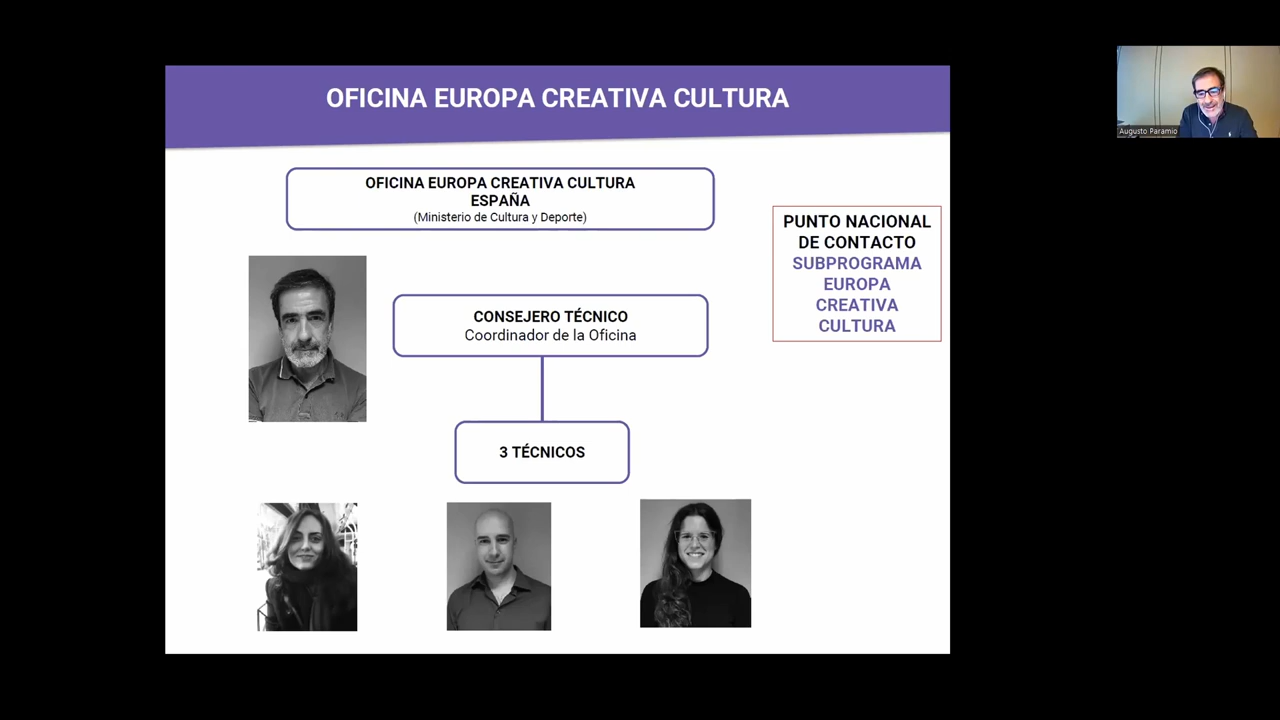 OFICINA EUROPA CREATIVA CULTURA
OFICINA EUROPA CREATIVA CULTURA
ESPAÑA
(Ministerio de Cultura y Deporte)
PUNTO NACIONAL
DE CONTACTO
SUBPROGRAMA
EUROPA
CREATIVA
CULTURA
CONSEJERO TÉCNICO
Coordinador de la Oficina
3 TÉCNICOS
Augusto Paramio